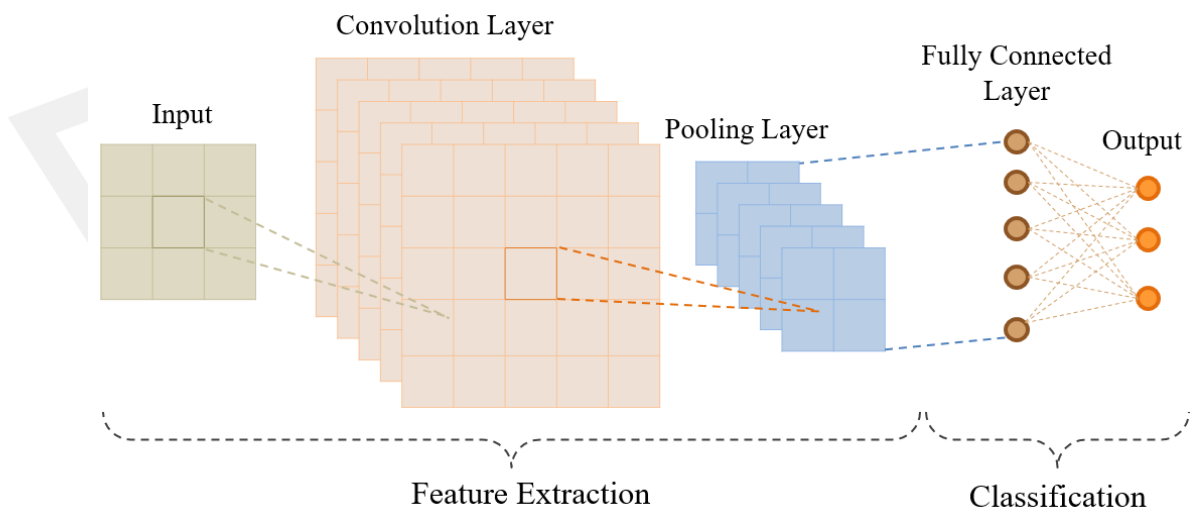 Convolution Layer
Fully Connected
Layer
Input
Pooling Layer
Output
Feature Extraction
Classification